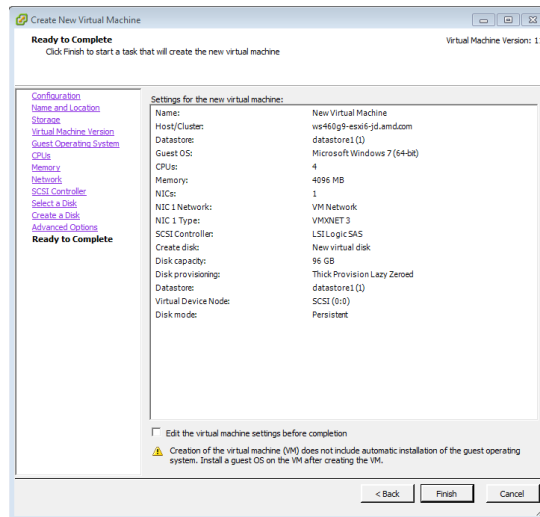 Create New Virtual Machine
Ready to Complete
Click Finish to start a task that will create the new virtual machine
Virtual Machine Version: 1
Configuration
Name and Location
Storage
Virtual Machine Version
Guest Operating System
CPUs
Memory
Network
SCSI Controller
Select a Disk
Create a Disk
Advanced Options
Ready to Complete
Settings for the new virtual machine:
Name: New Virtual Machine
Host/Cluster: ws460g9-esxi6-jd.amd.com
Datastore: datastore1 (1)
Guest OS: Microsoft Windows 7 (64-bit)
CPUs: 4
Memory: 4096 MB
NICs: 1
NIC 1 Network: VM Network
NIC 1 Type: VMXNET 3
SCSI Controller: LSI Logic SAS
Create disk: New virtual disk
Disk capacity: 96 GB
Disk provisioning: Thick Provision Lazy Zeroed
Datastore: datastore1 (1)
Virtual Device Node: SCSI (0:0)
Disk mode: Persistent
Edit the virtual machine settings before completion
Creation of the virtual machine (VM) does not include automatic installation of the guest operating
system. Install a guest OS on the VM after creating the VM.
< Back Finish Cancel